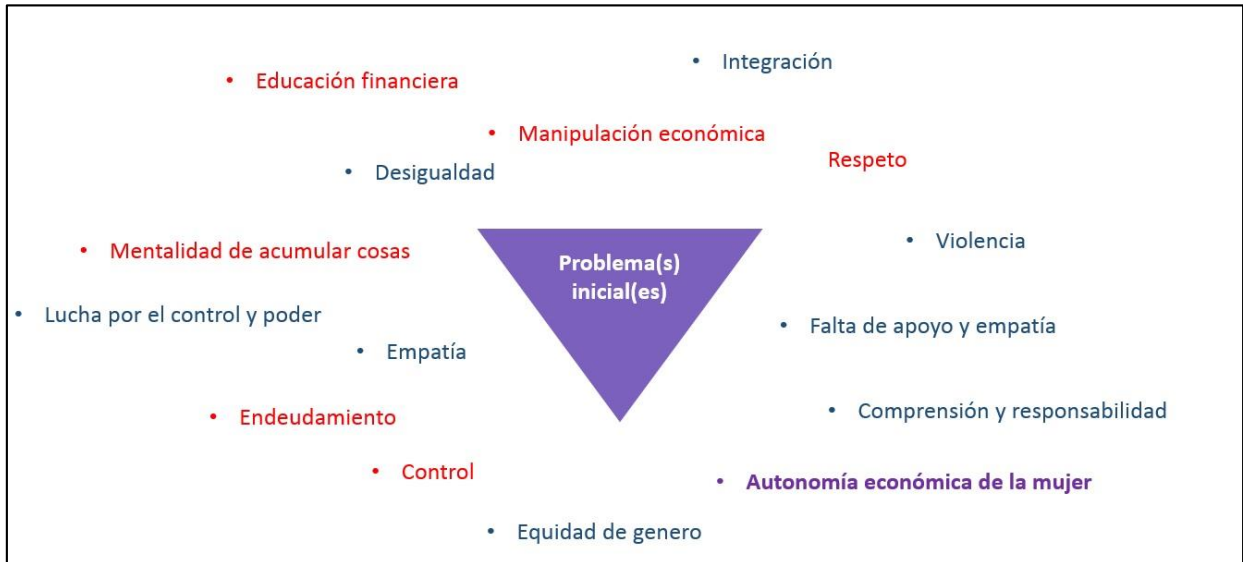 • Integración
• Educación financiera
• Manipulación económica
Respeto
• Desigualdad
• Violencia
• Mentalidad de acumular cosas
Problema(s)
inicial(es)
• Lucha por el control y poder
• Falta de apoyo y empatía
• Empatía
• Comprensión y responsabilidad
• Endeudamiento
• Control
• Autonomía económica de la mujer
• Equidad de genero